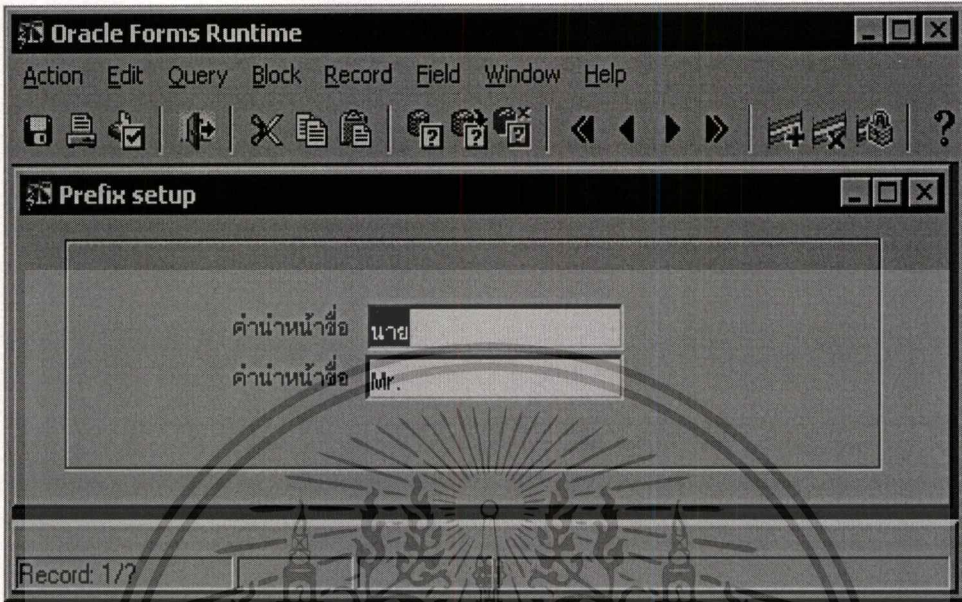 Oracle Forms Runtime
Action Edit Query Block Record Field Window Help
Prefix setup
คำนำหน้าชื่อ นาย
คำนำหน้าชื่อ Mr.
Record: 1/?